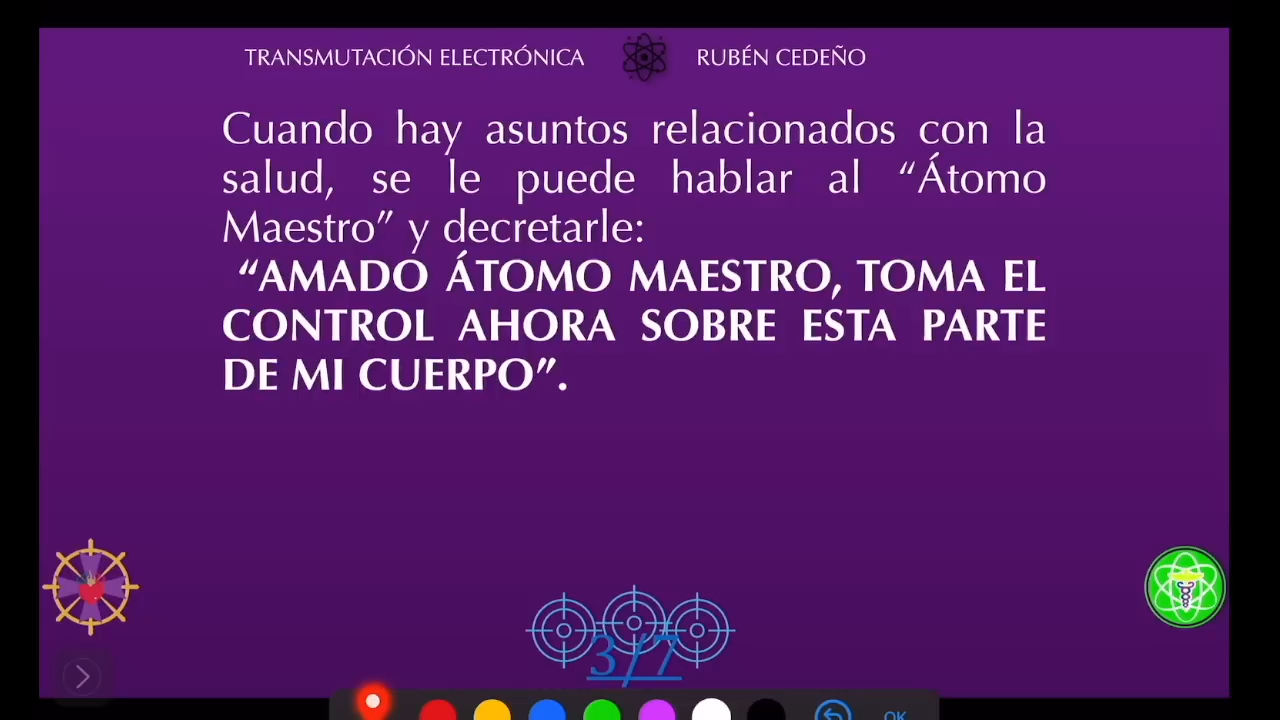 TRANSMUTACIÓN ELECTRÓNICA RUBÉN CEDEÑO
Cuando hay asuntos relacionados con la
salud, se le puede hablar al “Átomo
Maestro” y decretarle:
“AMADO ÁTOMO MAESTRO, TOMA EL
CONTROL AHORA SOBRE ESTA PARTE
DE MI CUERPO”.
3/7
OK